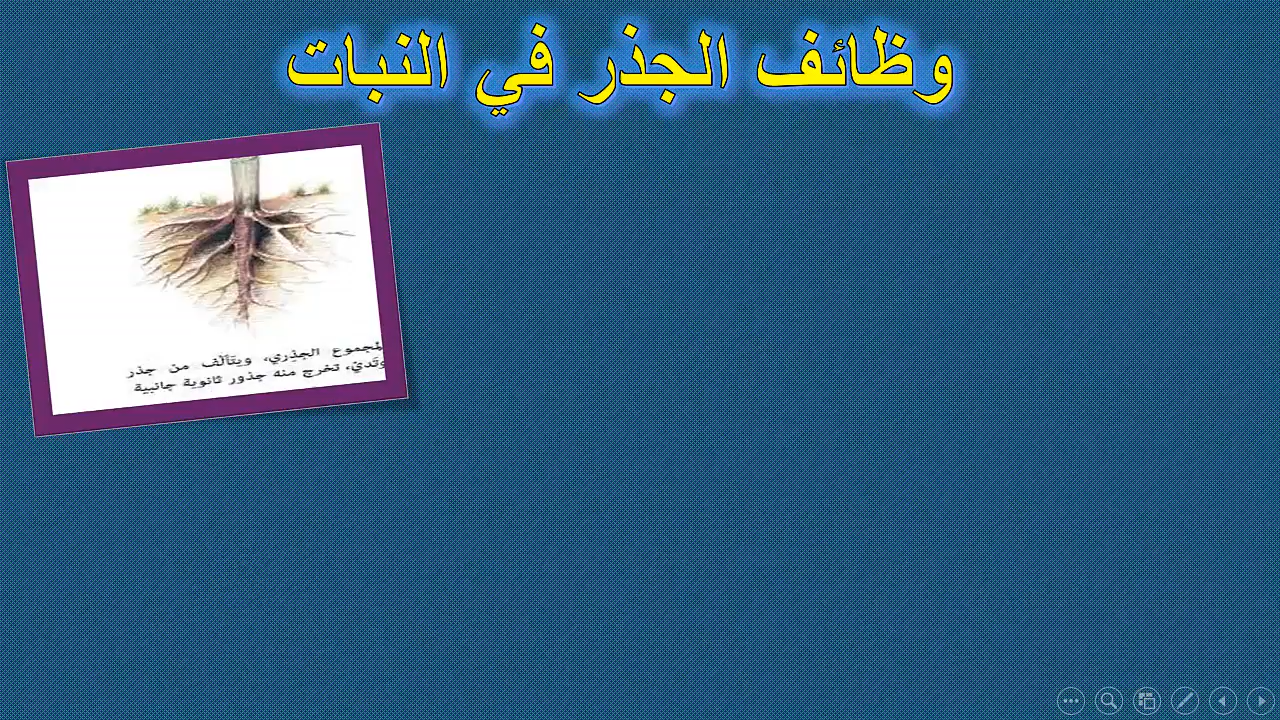 وظائف الجذر في النبات
المجموع الجذري، ويتألف من جذر
وتدي، تخرج منه جذور ثانوية جانبية